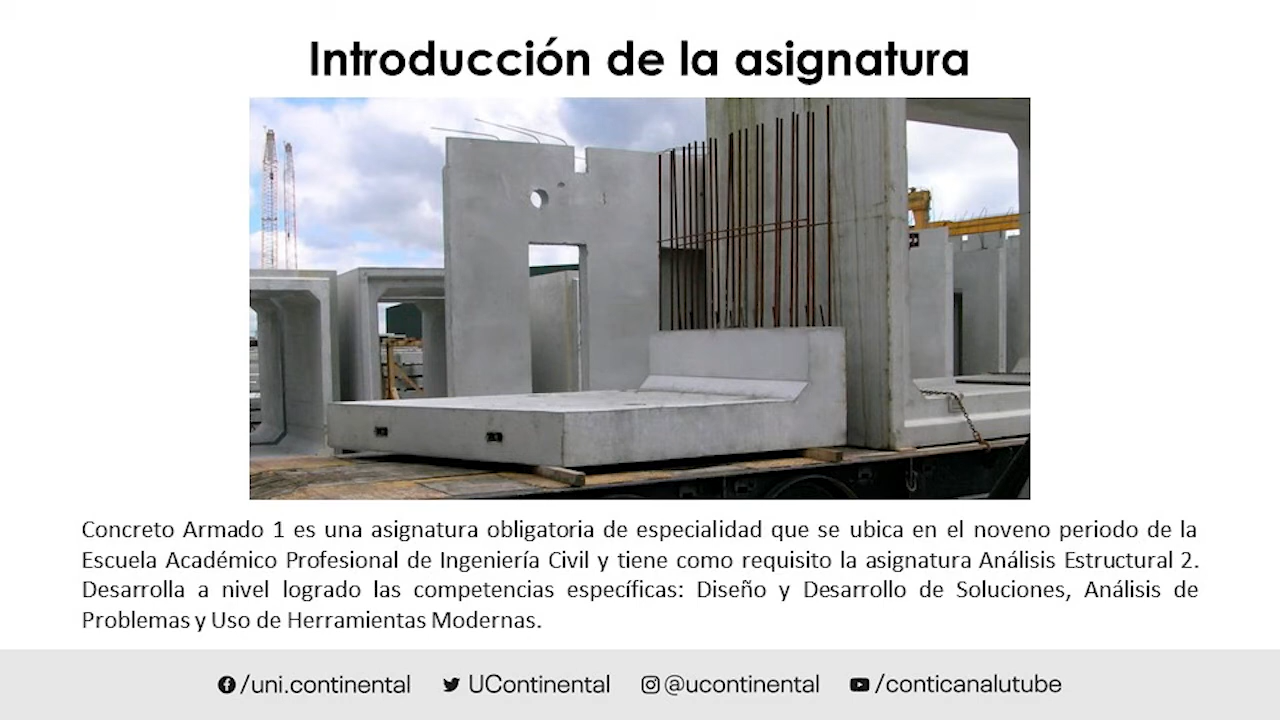 Introducción de la asignatura
Concreto Armado 1 es una asignatura obligatoria de especialidad que se ubica en el noveno periodo de la
Escuela Académico Profesional de Ingeniería Civil y tiene como requisito la asignatura Análisis Estructural 2.
Desarrolla a nivel logrado las competencias específicas: Diseño y Desarrollo de Soluciones, Análisis de
Problemas y Uso de Herramientas Modernas.
/uni.continental UContinental @ucontinental /conticanalutube